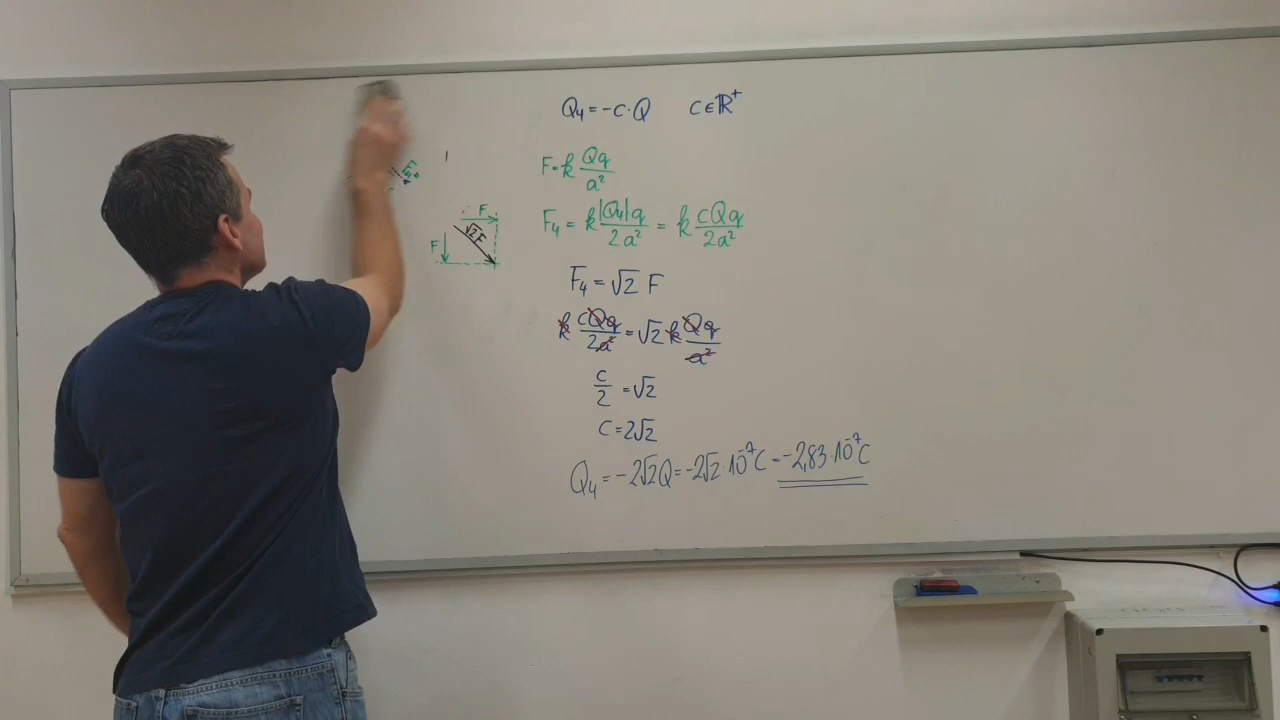 Q₄ = -c·Q    c∈ℝ⁺
F = k Qq/a²
F₄ = k |Q₄|q/2a² = k cQq/2a²
F₄ = √2 F
k cQq/2a² = √2 k Qq/a²
c/2 = √2
c = 2√2
Q₄ = -2√2Q = -2√2·10⁻⁷C = -2,83·10⁻⁷C
F
√2 F
F